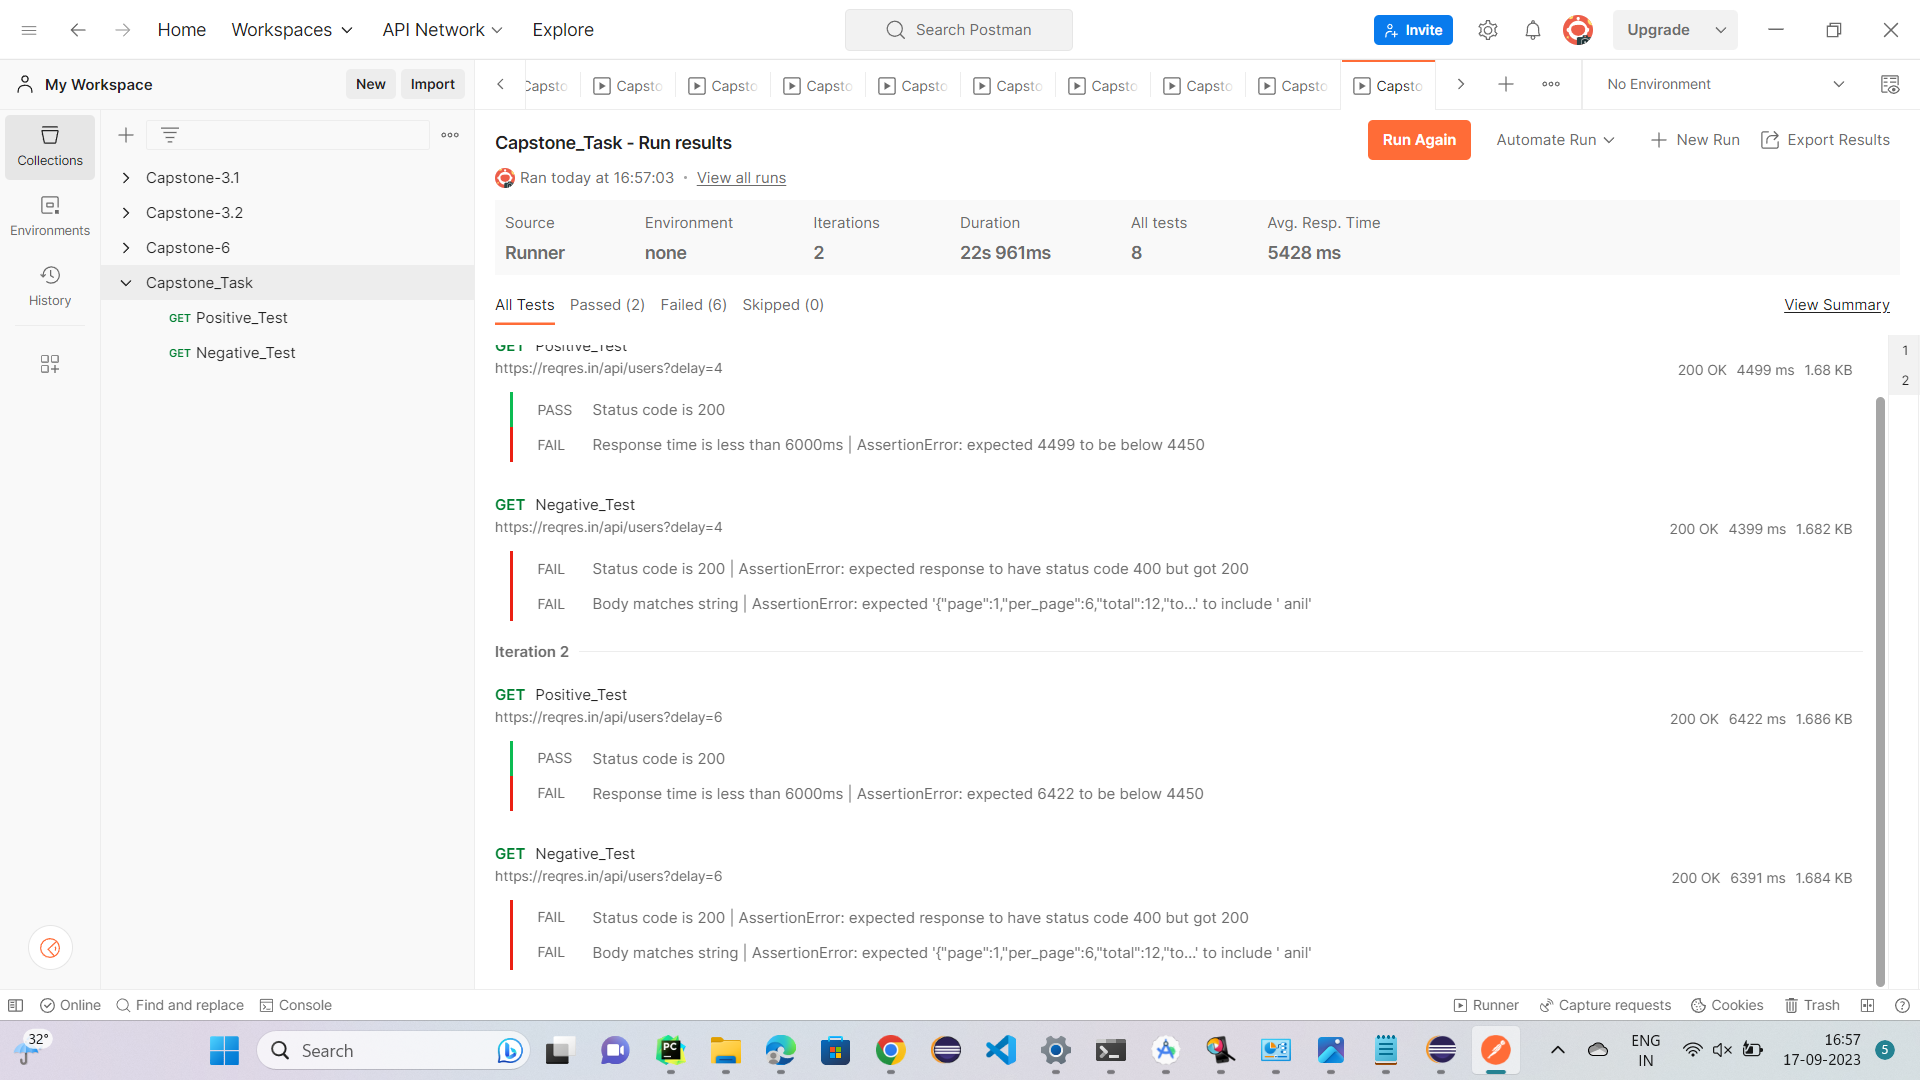 Home Workspaces API Network Explore Search Postman Invite Upgrade
My Workspace New Import Capsto Capsto Capsto Capsto Capsto Capsto Capsto Capsto Capsto Capsto No Environment
Collections
Environments
History
Capstone-3.1
Capstone-3.2
Capstone-6
Capstone_Task
GET Positive_Test
GET Negative_Test
Capstone_Task - Run results
Run Again Automate Run New Run Export Results
Ran today at 16:57:03 · View all runs
Source Environment Iterations Duration All tests Avg. Resp. Time
Runner none 2 22s 961ms 8 5428 ms
All Tests Passed (2) Failed (6) Skipped (0) View Summary
GET Positive_Test
https://reqres.in/api/users?delay=4 200 OK 4499 ms 1.68 KB
1
2
PASS Status code is 200
FAIL Response time is less than 6000ms | AssertionError: expected 4499 to be below 4450
GET Negative_Test
https://reqres.in/api/users?delay=4 200 OK 4399 ms 1.682 KB
FAIL Status code is 200 | AssertionError: expected response to have status code 400 but got 200
FAIL Body matches string | AssertionError: expected '{"page":1,"per_page":6,"total":12,"to...' to include ' anil'
Iteration 2
GET Positive_Test
https://reqres.in/api/users?delay=6 200 OK 6422 ms 1.686 KB
PASS Status code is 200
FAIL Response time is less than 6000ms | AssertionError: expected 6422 to be below 4450
GET Negative_Test
https://reqres.in/api/users?delay=6 200 OK 6391 ms 1.684 KB
FAIL Status code is 200 | AssertionError: expected response to have status code 400 but got 200
FAIL Body matches string | AssertionError: expected '{"page":1,"per_page":6,"total":12,"to...' to include ' anil'
Online Find and replace Console Runner Capture requests Cookies Trash
32° Search PC ENG 16:57
IN 17-09-2023 5